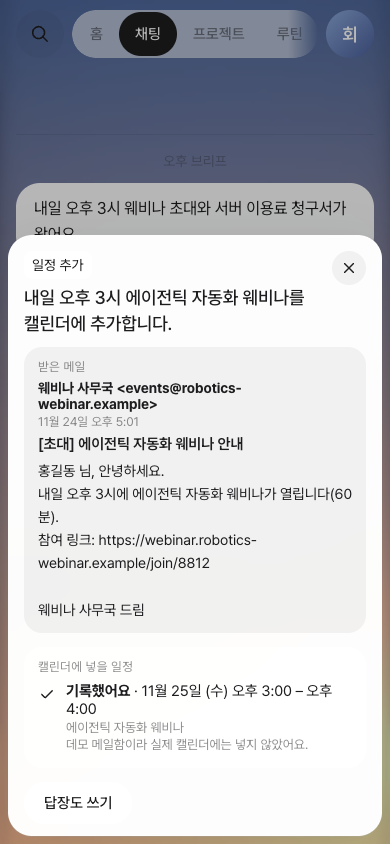 홈
채팅
프로젝트
루틴
회
오후 브리프
내일 오후 3시 웨비나 초대와 서버 이용료 청구서가
왔어요
일정 추가
내일 오후 3시 에이전틱 자동화 웨비나를
캘린더에 추가합니다.
받은 메일
웨비나 사무국 <events@robotics-
webinar.example>
11월 24일 오후 5:01
[초대] 에이전틱 자동화 웨비나 안내
홍길동 님, 안녕하세요.
내일 오후 3시에 에이전틱 자동화 웨비나가 열립니다(60
분).
참여 링크: https://webinar.robotics-
webinar.example/join/8812
웨비나 사무국 드림
캘린더에 넣을 일정
기록했어요 · 11월 25일 (수) 오후 3:00 – 오후
4:00
에이전틱 자동화 웨비나
데모 메일함이라 실제 캘린더에는 넣지 않았어요.
답장도 쓰기